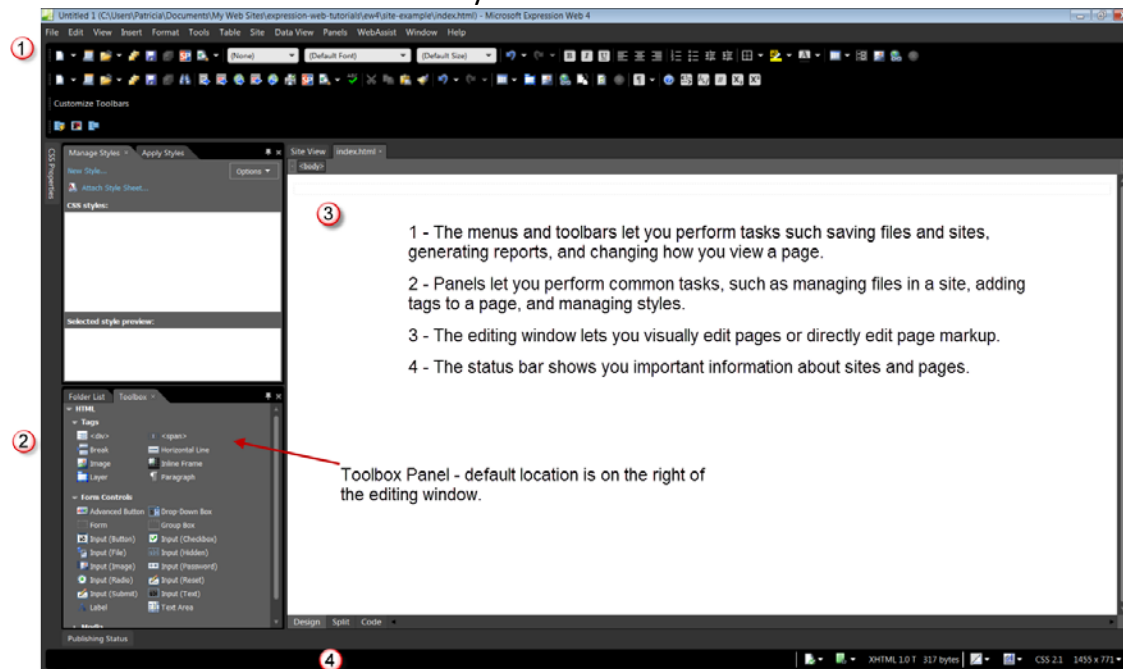 Untitled 1 (C:\Users\Patricia\Documents\My Web Sites\expression-web-tutorials\ew4\site-example\index.html) - Microsoft Expression Web 4
File Edit View Insert Format Tools Table Site Data View Panels WebAssist Window Help
1
(None) (Default Font) (Default Size)
Customize Toolbars
CSS Properties
Manage Styles Apply Styles
New Style... Options
Attach Style Sheet...
CSS styles:
Selected style preview:
Site View index.html
<body>
3
1 - The menus and toolbars let you perform tasks such saving files and sites,
generating reports, and changing how you view a page.
2 - Panels let you perform common tasks, such as managing files in a site, adding
tags to a page, and managing styles.
3 - The editing window lets you visually edit pages or directly edit page markup.
4 - The status bar shows you important information about sites and pages.
Folder List Toolbox
HTML
Tags
2
<div> <span>
Break Horizontal Line
Image Inline Frame
Layer Paragraph
Toolbox Panel - default location is on the right of
the editing window.
Form Controls
Advanced Button Drop-Down Box
Form Group Box
Input (Button) Input (Checkbox)
Input (File) Input (Hidden)
Input (Image) Input (Password)
Input (Radio) Input (Reset)
Input (Submit) Input (Text)
Label Text Area
Media
Design Split Code
Publishing Status
4
XHTML 1.0 T 317 bytes CSS 2.1 1455 x 771